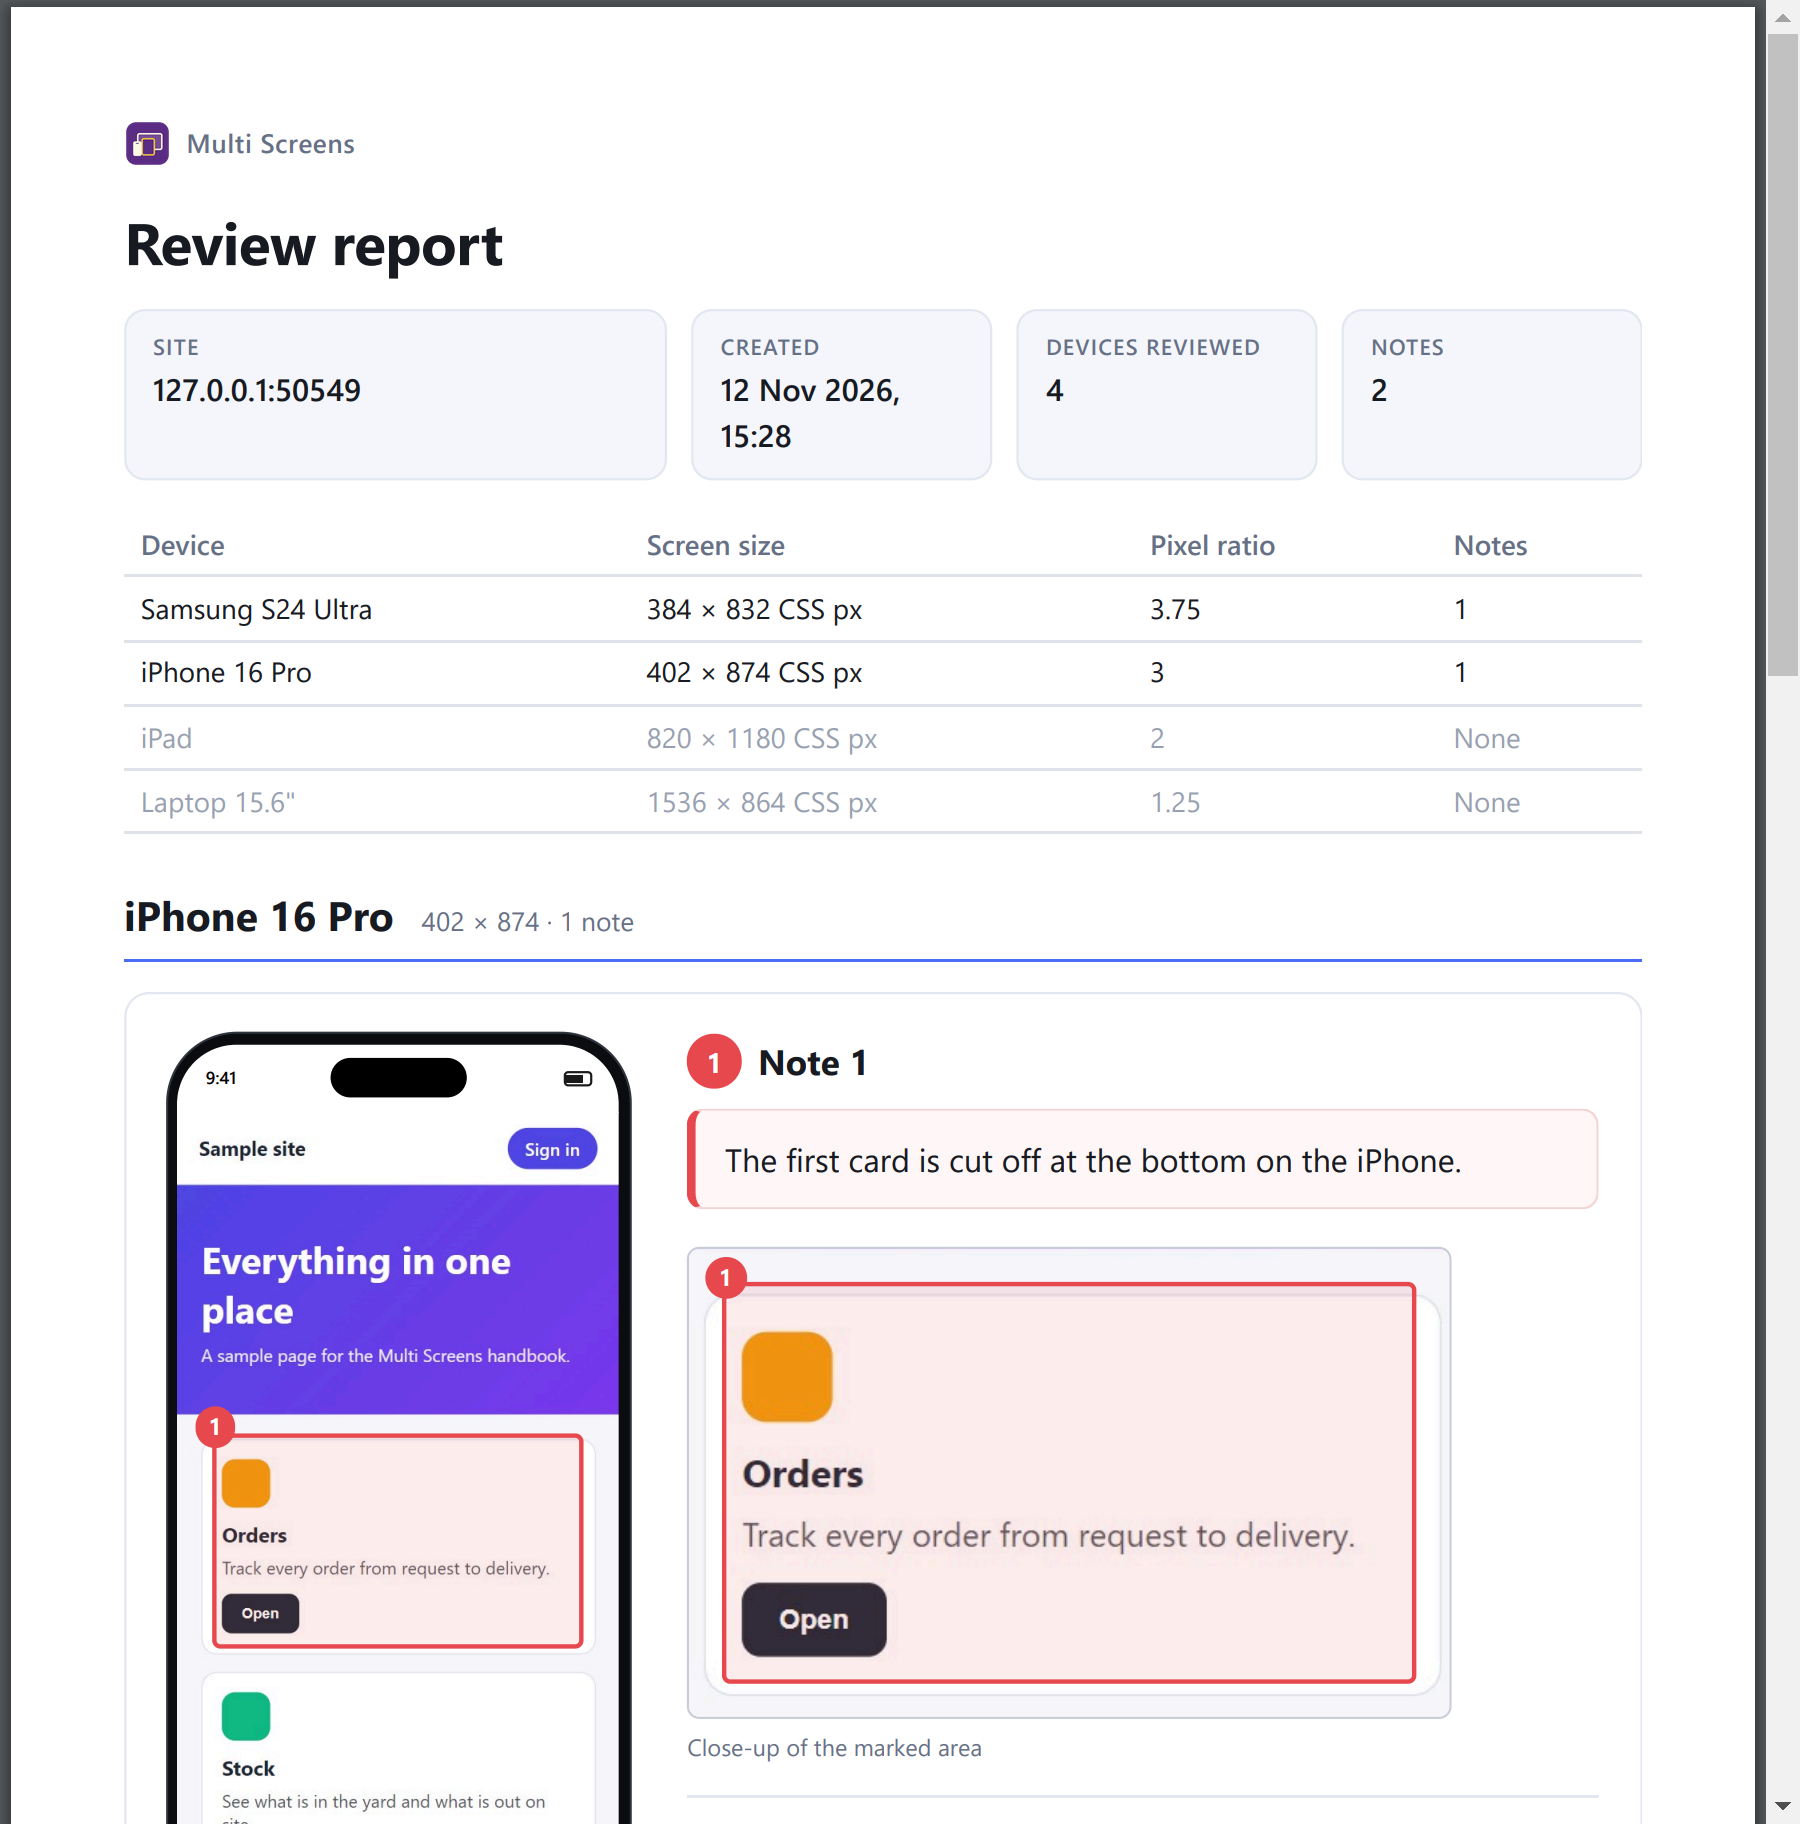 Multi Screens
Review report
SITE
127.0.0.1:50549
CREATED
12 Nov 2026,
15:28
DEVICES REVIEWED
4
NOTES
2
Device Screen size Pixel ratio Notes
Samsung S24 Ultra 384 × 832 CSS px 3.75 1
iPhone 16 Pro 402 × 874 CSS px 3 1
iPad 820 × 1180 CSS px 2 None
Laptop 15.6" 1536 × 864 CSS px 1.25 None
iPhone 16 Pro 402 × 874 · 1 note
9:41
Sample site Sign in
Everything in one
place
A sample page for the Multi Screens handbook.
1
Orders
Track every order from request to delivery.
Open
Stock
See what is in the yard and what is out on
1 Note 1
The first card is cut off at the bottom on the iPhone.
1
Orders
Track every order from request to delivery.
Open
Close-up of the marked area